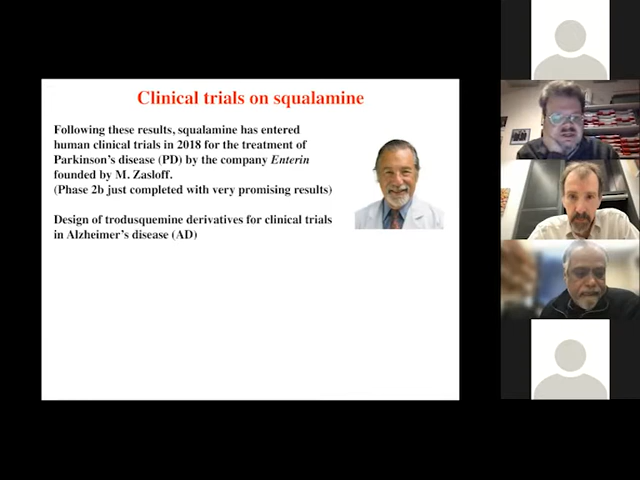 Clinical trials on squalamine
Following these results, squalamine has entered
human clinical trials in 2018 for the treatment of
Parkinson's disease (PD) by the company Enterin
founded by M. Zasloff.
(Phase 2b just completed with very promising results)
Design of trodusquemine derivatives for clinical trials
in Alzheimer's disease (AD)